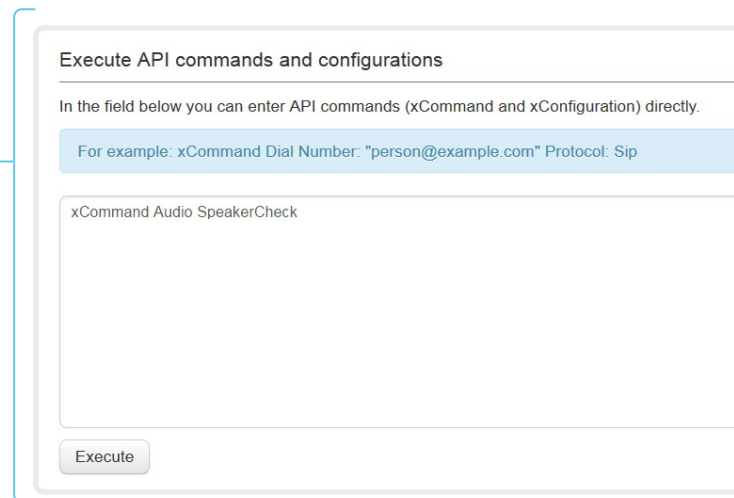 Execute API commands and configurations
In the field below you can enter API commands (xCommand and xConfiguration) directly.
For example: xCommand Dial Number: "person@example.com" Protocol: Sip
xCommand Audio SpeakerCheck
Execute